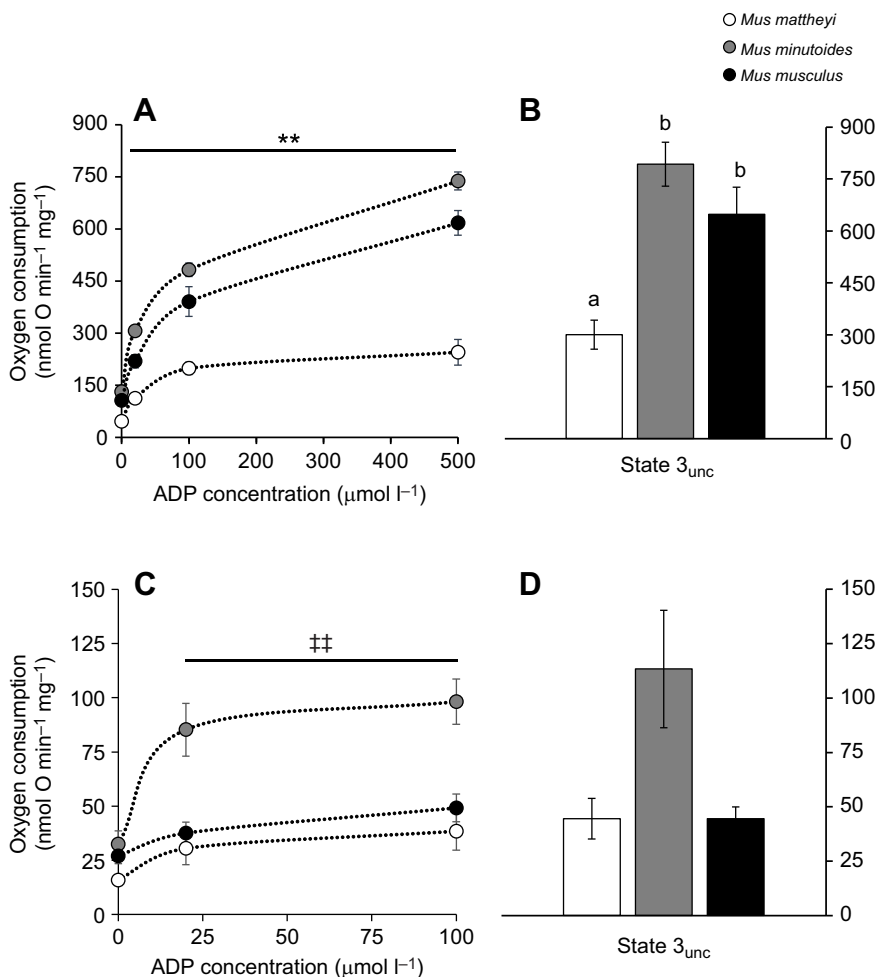 Mus mattheyi
Mus minutoides
Mus musculus
A
900
750
600
450
300
150
0
**
0 100 200 300 400 500
ADP concentration (μmol l–1)
Oxygen consumption
(nmol O min–1 mg–1)
B
a
b
b
900
750
600
450
300
150
0
State 3unc
C
150
125
100
75
50
25
0
‡‡
0 25 50 75 100
ADP concentration (μmol l–1)
Oxygen consumption
(nmol O min–1 mg–1)
D
150
125
100
75
50
25
0
State 3unc